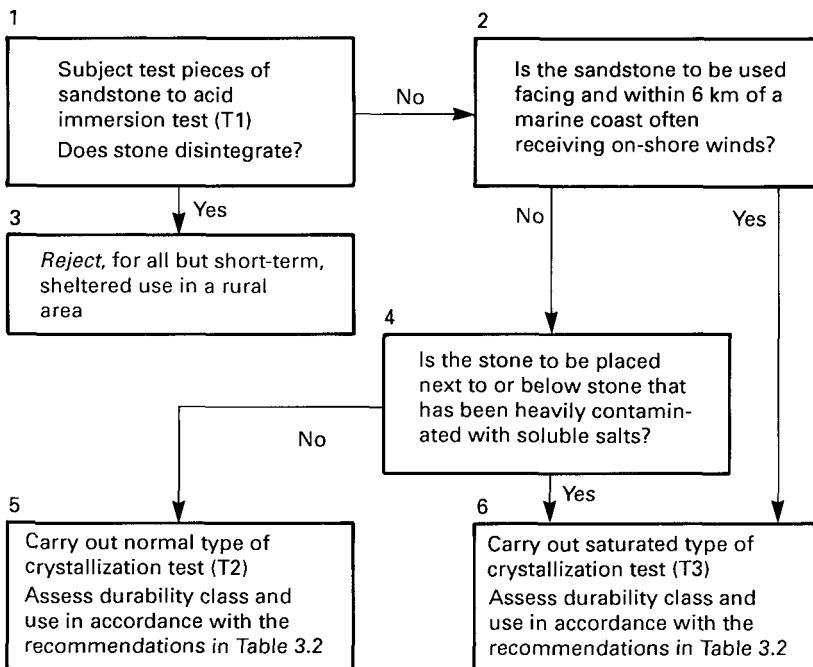 1
Subject test pieces of
sandstone to acid
immersion test (T1)
Does stone disintegrate?
No
2
Is the sandstone to be used
facing and within 6 km of a
marine coast often
receiving on-shore winds?
Yes
3
Reject, for all but short-term,
sheltered use in a rural
area
No
Yes
4
Is the stone to be placed
next to or below stone that
has been heavily contamin-
ated with soluble salts?
No
Yes
5
Carry out normal type of
crystallization test (T2)
Assess durability class and
use in accordance with the
recommendations in Table 3.2
6
Carry out saturated type of
crystallization test (T3)
Assess durability class and
use in accordance with the
recommendations in Table 3.2